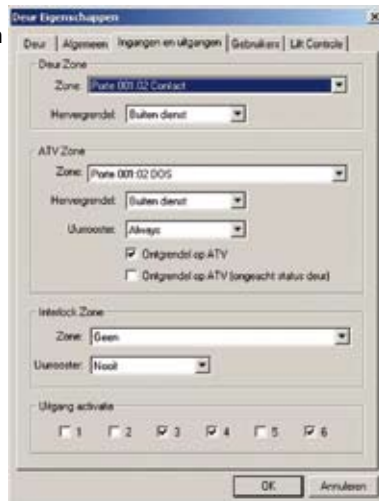 Deur Eigenschappen
Deur Algemeen Ingangen en uitgangen Gebruikers Lift Controle
Deur Zone
Zone: Porte 001:02 Contact
Hervergrendel: Buiten dienst
ATV Zone
Zone: Porte 001:02 DOS
Hervergrendel: Buiten dienst
Uurrooster: Always
Ontgrendel op ATV
Ontgrendel op ATV (ongeacht status deur)
Interlock Zone
Zone: Geen
Uurrooster: Nooit
Uitgang activatie
1 2 3 4 5 6
OK Annuleren